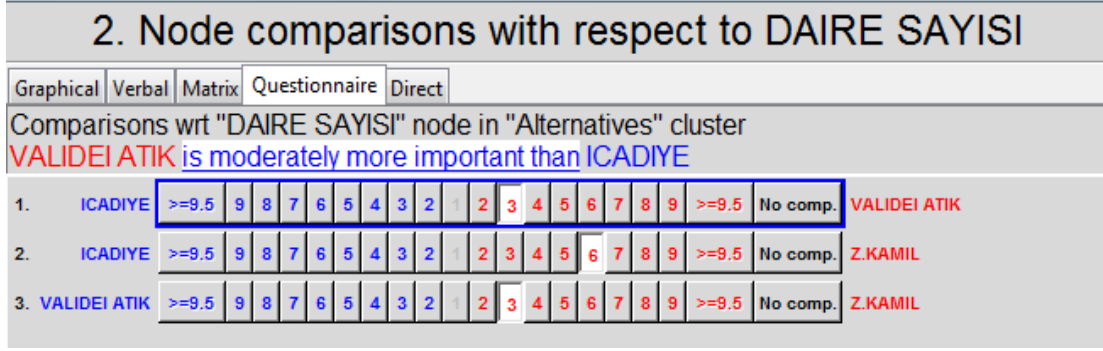 2. Node comparisons with respect to DAIRE SAYISI
Graphical Verbal Matrix Questionnaire Direct
Comparisons wrt "DAIRE SAYISI" node in "Alternatives" cluster
VALIDEI ATIK is moderately more important than ICADIYE
1. ICADIYE >=9.5 9 8 7 6 5 4 3 2 1 2 3 4 5 6 7 8 9 >=9.5 No comp. VALIDEI ATIK
2. ICADIYE >=9.5 9 8 7 6 5 4 3 2 1 2 3 4 5 6 7 8 9 >=9.5 No comp. Z.KAMIL
3. VALIDEI ATIK >=9.5 9 8 7 6 5 4 3 2 1 2 3 4 5 6 7 8 9 >=9.5 No comp. Z.KAMIL